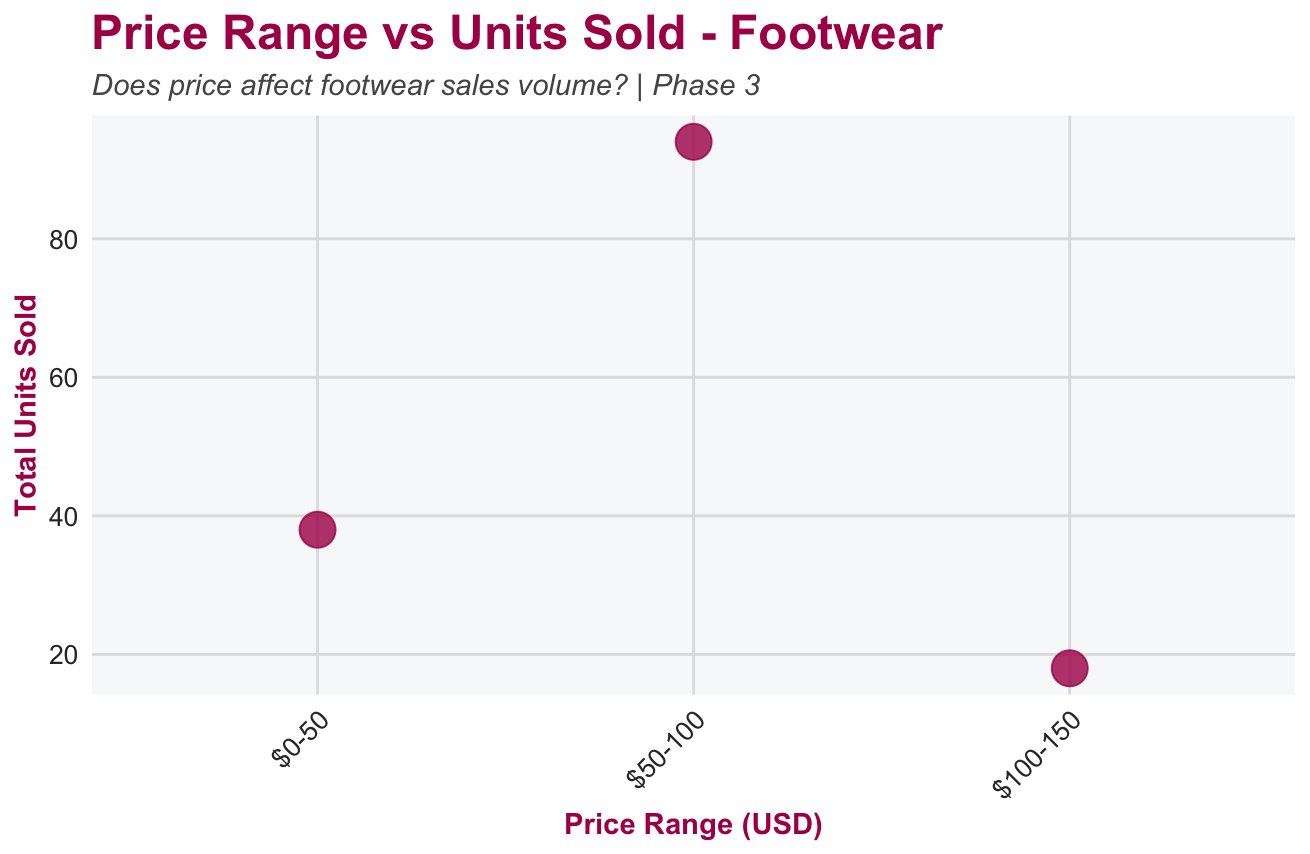 Price Range vs Units Sold - Footwear
Does price affect footwear sales volume? | Phase 3
Total Units Sold
80
60
40
20
$0-50
$50-100
$100-150
Price Range (USD)